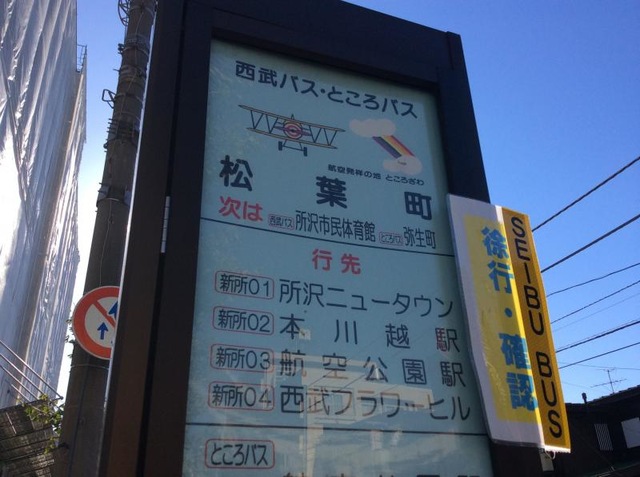 西武バス・ところバス
航空発祥の地 ところざわ
松葉町
次は 西武バス 所沢市民体育館 ところバス 弥生町
行先
新所01 所沢ニュータウン
新所02 本川越駅
新所03 航空公園駅
新所04 西武フラワーヒル
ところバス
SEIBU BUS
徐行・確認